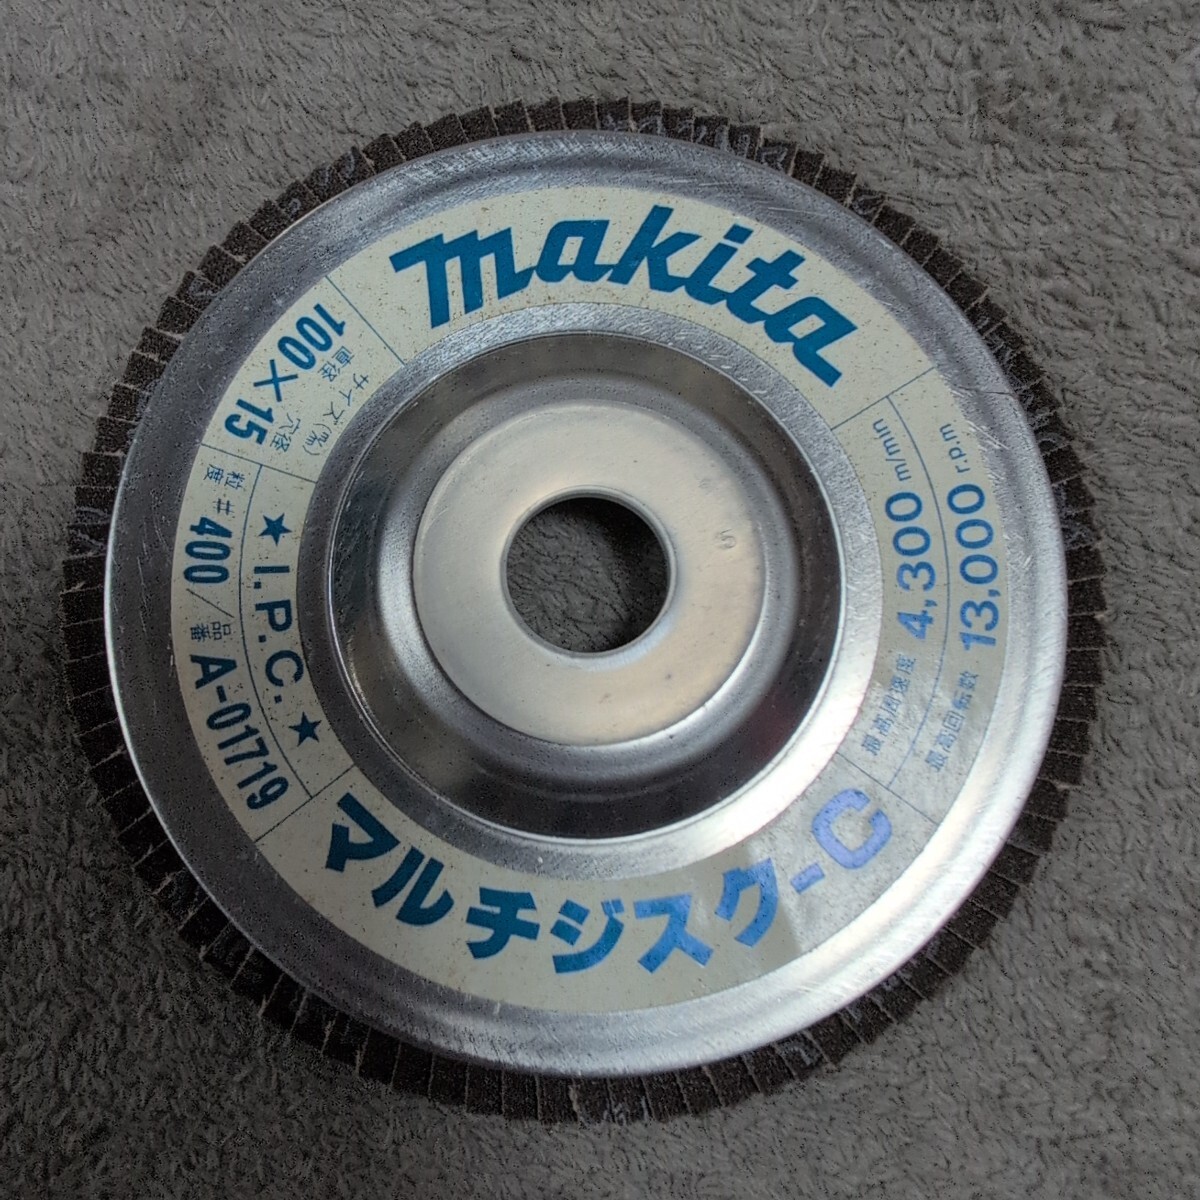 makita
最高周速度 4,300 m/min
最高回転数 13,000 r.p.m
サイズ(㎜)
直径 穴径
100×15
★I.P.C.★
粒度 #400/品番 A-01719
マルチジスク-C